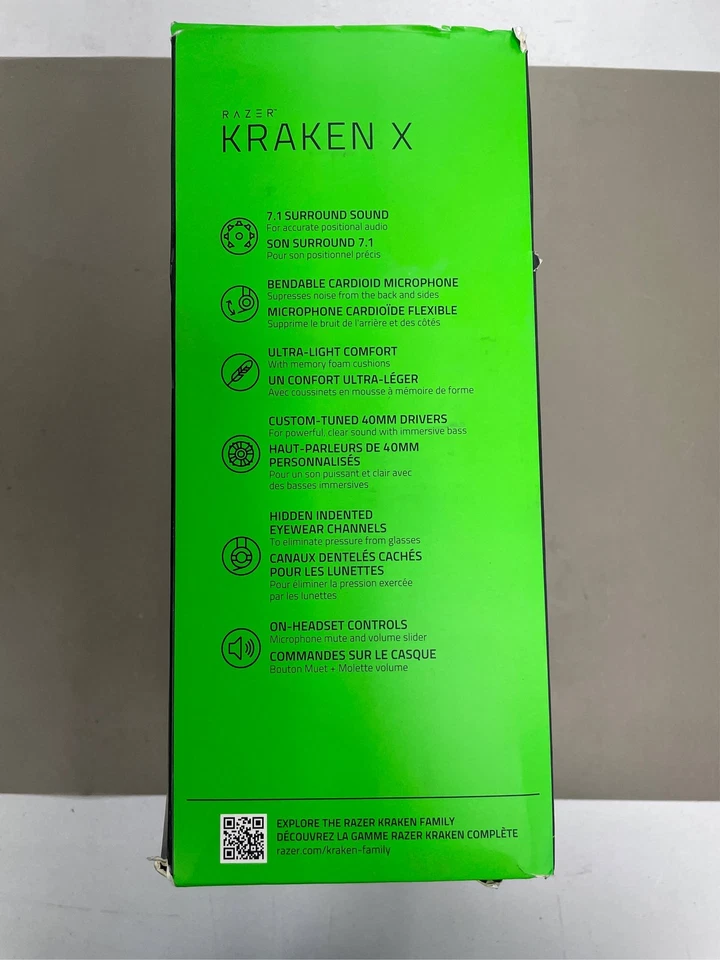 RAZER
KRAKEN X
7.1 SURROUND SOUND
For accurate positional audio
SON SURROUND 7.1
Pour son positionnel précis
BENDABLE CARDIOID MICROPHONE
Supresses noise from the back and sides
MICROPHONE CARDIOÏDE FLEXIBLE
Supprime le bruit de l'arrière et des côtés
ULTRA-LIGHT COMFORT
With memory foam cushions
UN CONFORT ULTRA-LÉGER
Avec coussinets en mousse à mémoire de forme
CUSTOM-TUNED 40MM DRIVERS
For powerful, clear sound with immersive bass
HAUT-PARLEURS DE 40MM
PERSONNALISÉS
Pour un son puissant et clair avec
des basses immersives
HIDDEN INDENTED
EYEWEAR CHANNELS
To eliminate pressure from glasses
CANAUX DENTELÉS CACHÉS
POUR LES LUNETTES
Pour éliminer la pression exercée
par les lunettes
ON-HEADSET CONTROLS
Microphone mute and volume slider
COMMANDES SUR LE CASQUE
Bouton Muet + Molette volume
EXPLORE THE RAZER KRAKEN FAMILY
DÉCOUVREZ LA GAMME RAZER KRAKEN COMPLÈTE
razer.com/kraken-family